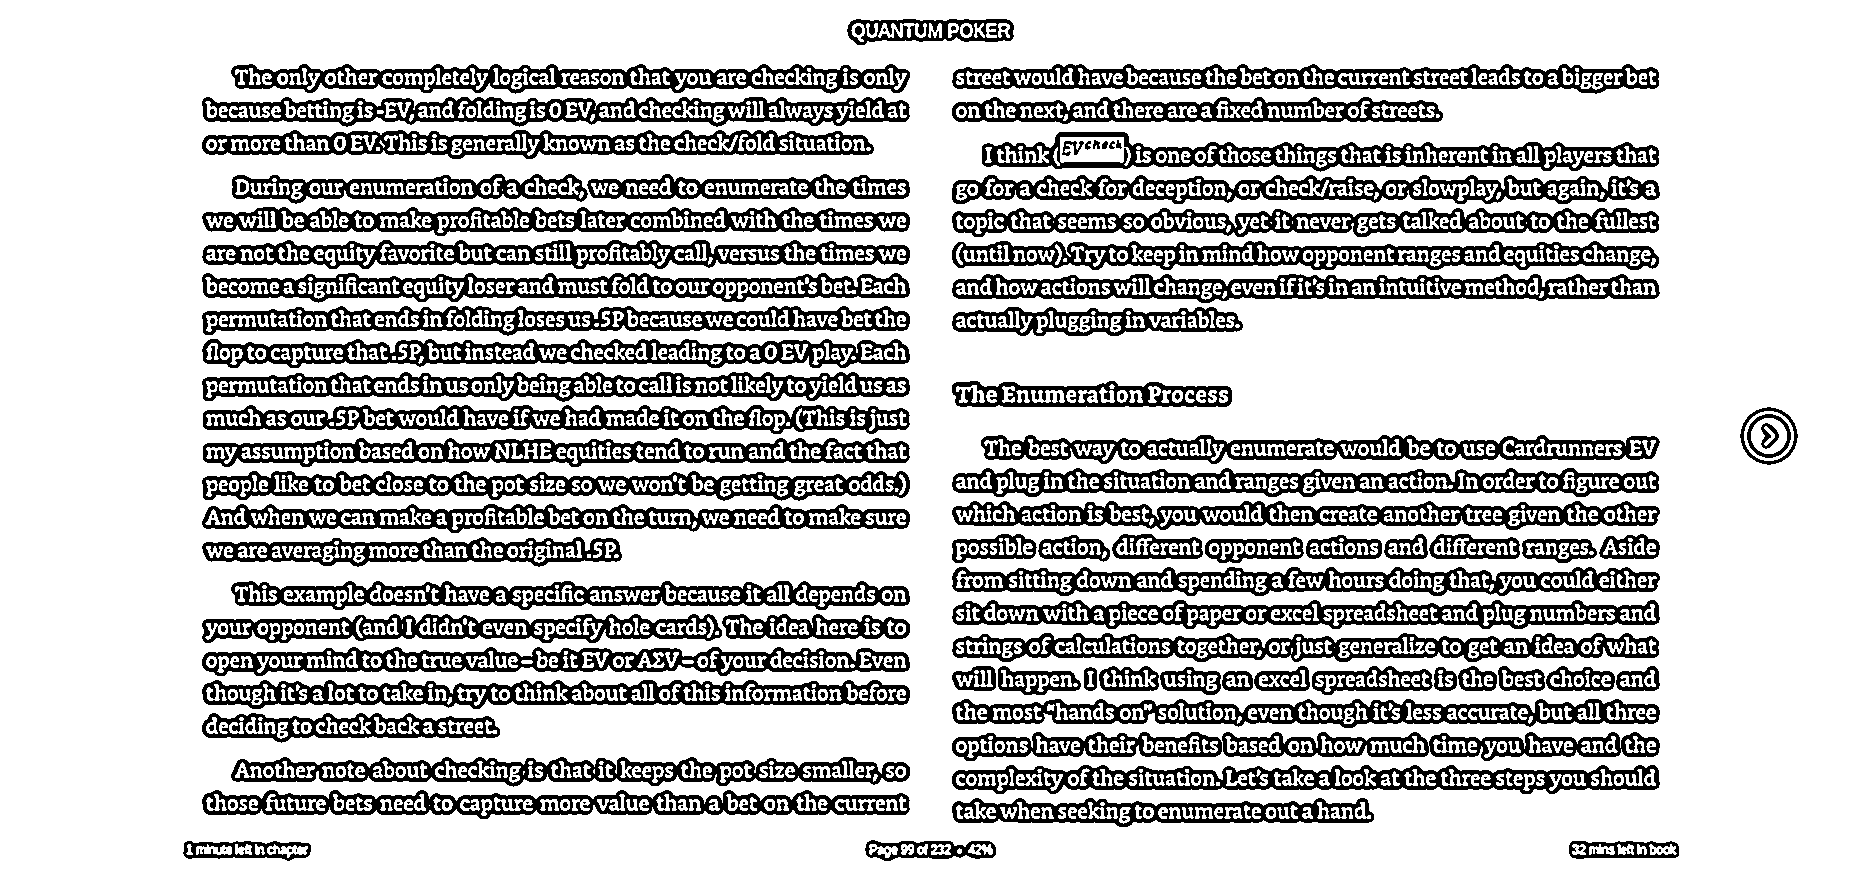 QUANTUM POKER
The only other completely logical reason that you are checking is only
because betting is -EV, and folding is 0 EV, and checking will always yield at
or more than 0 EV. This is generally known as the check/fold situation.
During our enumeration of a check, we need to enumerate the times
we will be able to make profitable bets later combined with the times we
are not the equity favorite but can still profitably call, versus the times we
become a significant equity loser and must fold to our opponent's bet. Each
permutation that ends in folding loses us .5P because we could have bet the
flop to capture that .5P, but instead we checked leading to a 0 EV play. Each
permutation that ends in us only being able to call is not likely to yield us as
much as our .5P bet would have if we had made it on the flop. (This is just
my assumption based on how NLHE equities tend to run and the fact that
people like to bet close to the pot size so we won't be getting great odds.)
And when we can make a profitable bet on the turn, we need to make sure
we are averaging more than the original .5P.
This example doesn't have a specific answer because it all depends on
your opponent (and I didn't even specify hole cards). The idea here is to
open your mind to the true value – be it EV or AΣV – of your decision. Even
though it's a lot to take in, try to think about all of this information before
deciding to check back a street.
Another note about checking is that it keeps the pot size smaller, so
those future bets need to capture more value than a bet on the current
street would have because the bet on the current street leads to a bigger bet
on the next, and there are a fixed number of streets.
I think (EV^check) is one of those things that is inherent in all players that
go for a check for deception, or check/raise, or slowplay, but again, it's a
topic that seems so obvious, yet it never gets talked about to the fullest
(until now). Try to keep in mind how opponent ranges and equities change,
and how actions will change, even if it's in an intuitive method, rather than
actually plugging in variables.
The Enumeration Process
The best way to actually enumerate would be to use Cardrunners EV
and plug in the situation and ranges given an action. In order to figure out
which action is best, you would then create another tree given the other
possible action, different opponent actions and different ranges. Aside
from sitting down and spending a few hours doing that, you could either
sit down with a piece of paper or excel spreadsheet and plug numbers and
strings of calculations together, or just generalize to get an idea of what
will happen. I think using an excel spreadsheet is the best choice and
the most "hands on" solution, even though it's less accurate, but all three
options have their benefits based on how much time you have and the
complexity of the situation. Let's take a look at the three steps you should
take when seeking to enumerate out a hand.
1 minute left in chapter
Page 99 of 232 • 42%
32 mins left in book